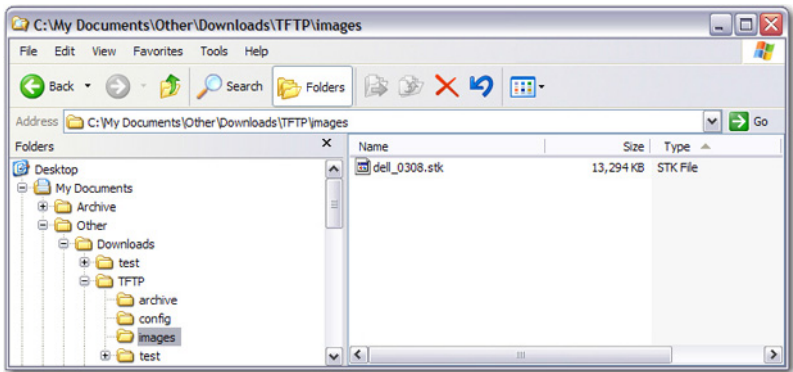 C:\My Documents\Other\Downloads\TFTP\images
File Edit View Favorites Tools Help
Back Search Folders
Address C:\My Documents\Other\Downloads\TFTP\images Go
Folders x Name Size Type
Desktop dell_0308.stk 13,294 KB STK File
My Documents
Archive
Other
Downloads
test
TFTP
archive
config
images
test